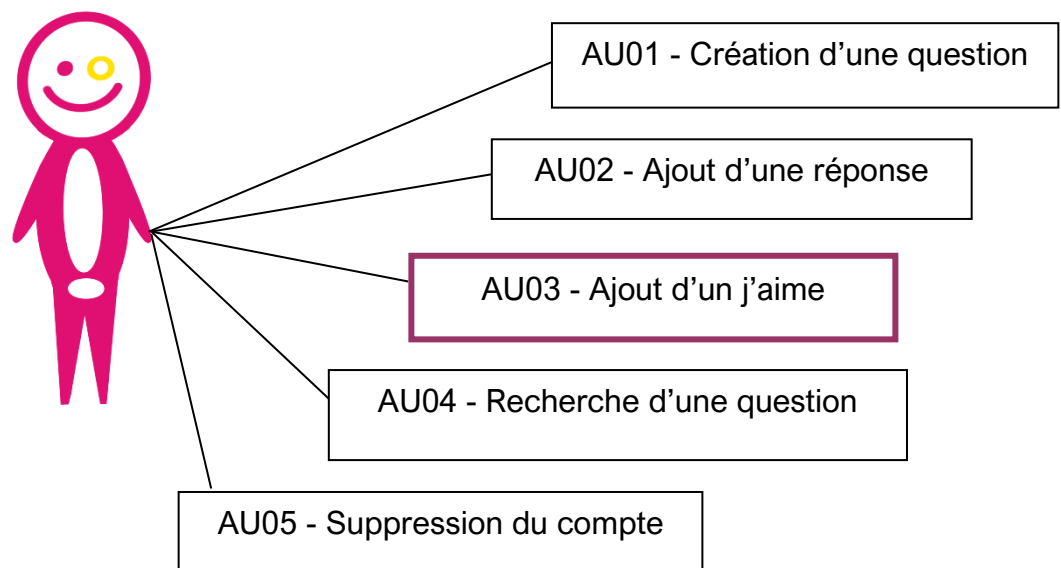 AU01 - Création d’une question
AU02 - Ajout d’une réponse
AU03 - Ajout d’un j’aime
AU04 - Recherche d’une question
AU05 - Suppression du compte